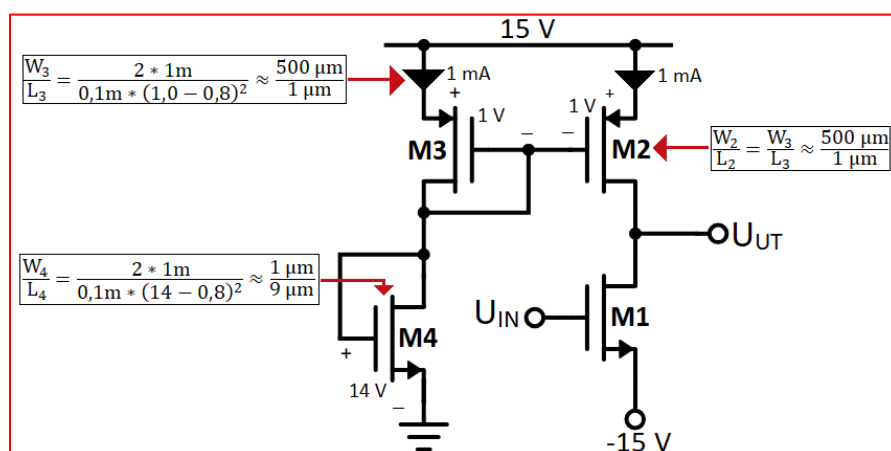 15 V
W₃/L₃ = 2 * 1m / 0,1m * (1,0 − 0,8)² ≈ 500 µm / 1 µm
1 mA
1 mA
+
1 V
−
M3
+
1 V
−
M2
W₂/L₂ = W₃/L₃ ≈ 500 µm / 1 µm
U_UT
W₄/L₄ = 2 * 1m / 0,1m * (14 − 0,8)² ≈ 1 µm / 9 µm
U_IN
M1
M4
+
14 V
−
-15 V